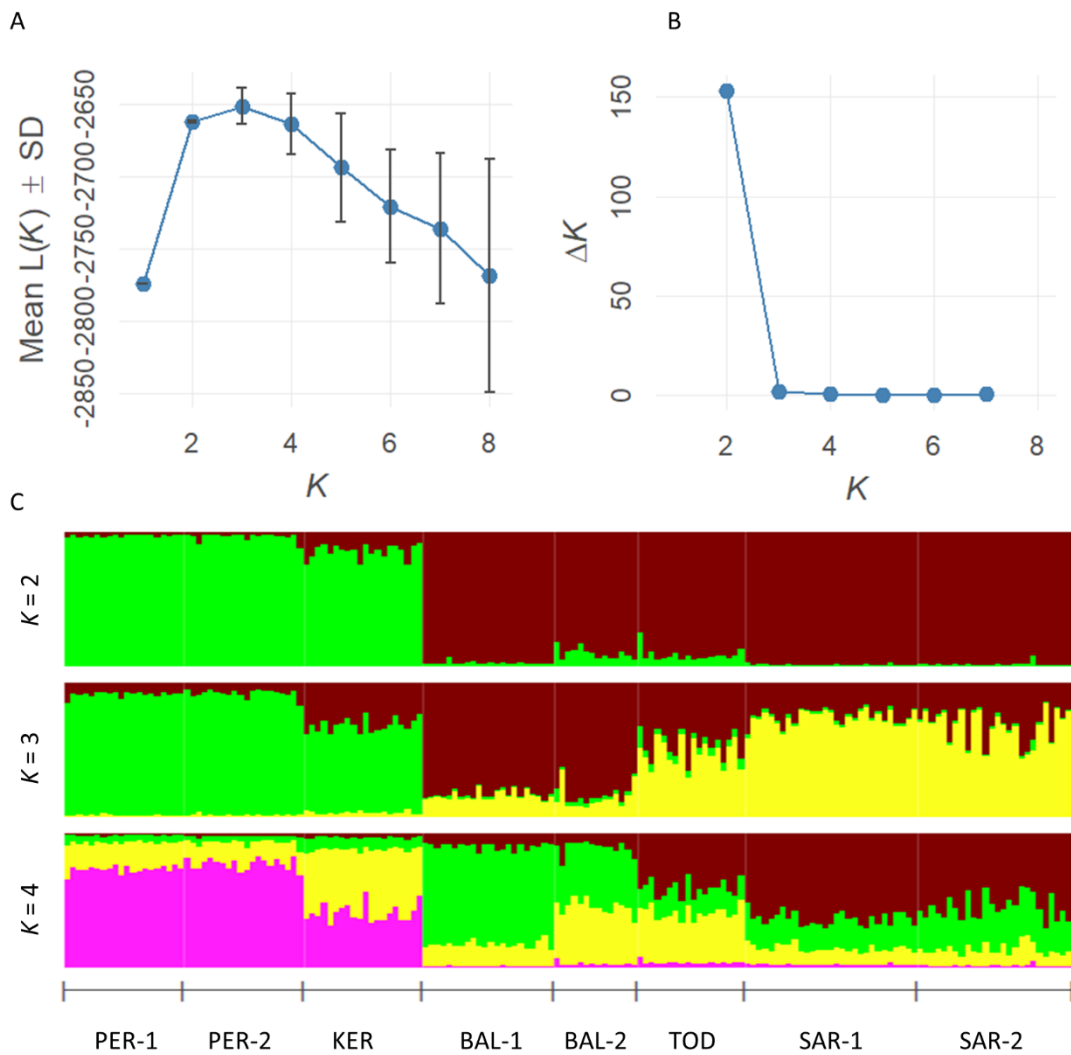 A
B
Mean L(K) ± SD
-2850-2800-2750-2700-2650
2 4 6 8
K
ΔK
0 50 100 150
2 4 6 8
K
C
K = 2
K = 3
K = 4
PER-1 PER-2 KER BAL-1 BAL-2 TOD SAR-1 SAR-2